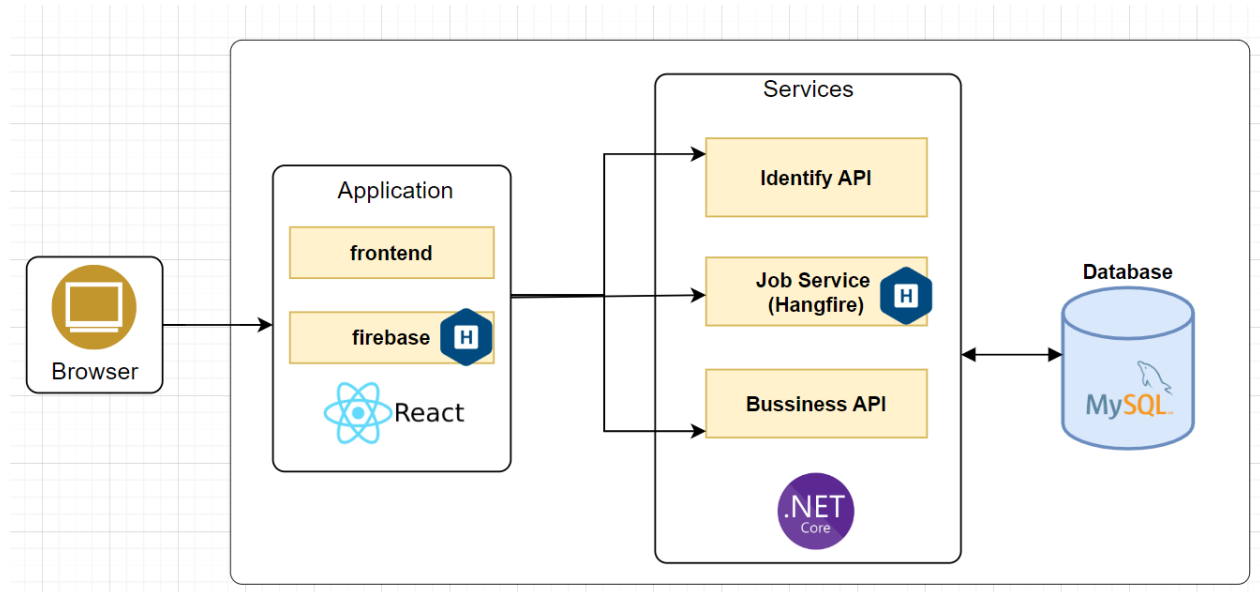 Services
Application
Identify API
frontend
Job Service
(Hangfire)
H
Database
firebase
H
Browser
React
Bussiness API
MySQL
.NET
Core